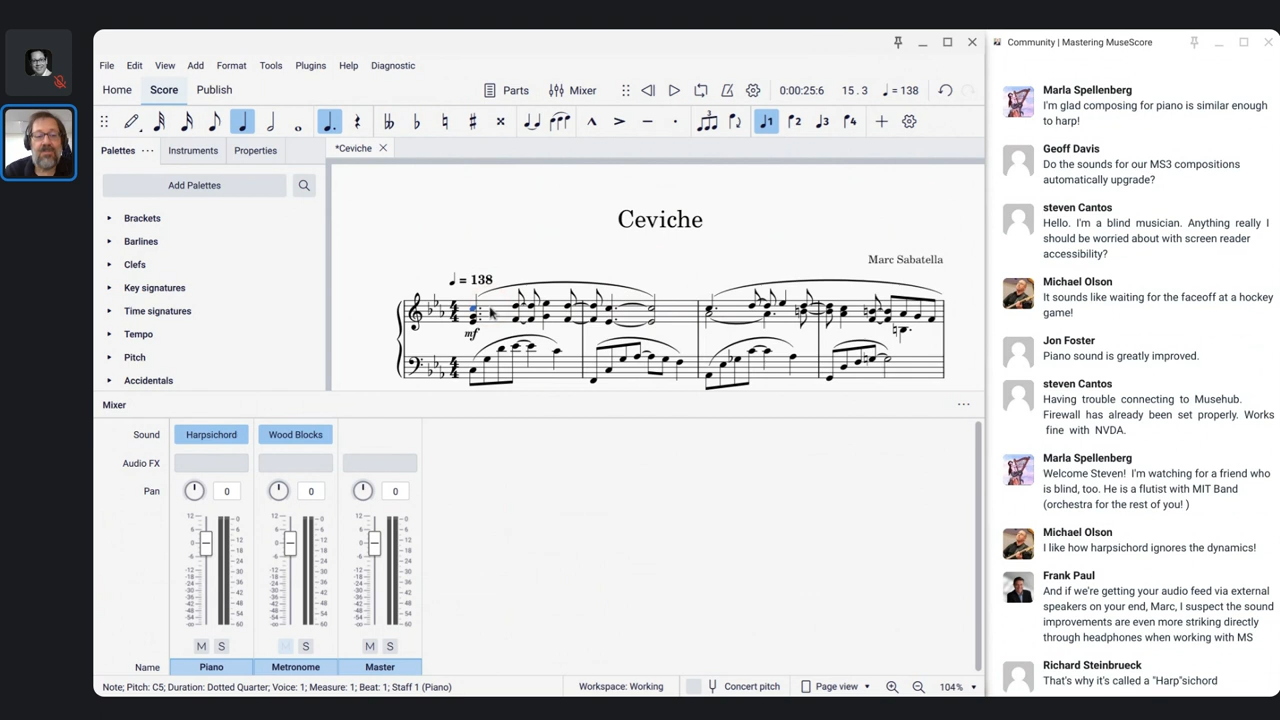 Community | Mastering MuseScore
File Edit View Add Format Tools Plugins Help Diagnostic
Home Score Publish
Parts Mixer 0:00:25:6 15 . 3 = 138
1 2 3 4
Palettes Instruments Properties
*Ceviche
Add Palettes
Brackets
Barlines
Clefs
Key signatures
Time signatures
Tempo
Pitch
Accidentals
Ceviche
Marc Sabatella
= 138
mf
Mixer
Sound Harpsichord Wood Blocks
Audio FX
Pan 0 0 0
M S M S M S
Name Piano Metronome Master
Note; Pitch: C5; Duration: Dotted Quarter; Voice: 1; Measure: 1; Beat: 1; Staff 1 (Piano)
Workspace: Working Concert pitch Page view 104%
Marla Spellenberg
I'm glad composing for piano is similar enough
to harp!
Geoff Davis
Do the sounds for our MS3 compositions
automatically upgrade?
steven Cantos
Hello. I'm a blind musician. Anything really I
should be worried about with screen reader
accessibility?
Michael Olson
It sounds like waiting for the faceoff at a hockey
game!
Jon Foster
Piano sound is greatly improved.
steven Cantos
Having trouble connecting to Musehub.
Firewall has already been set properly. Works
fine with NVDA.
Marla Spellenberg
Welcome Steven! I'm watching for a friend who
is blind, too. He is a flutist with MIT Band
(orchestra for the rest of you! )
Michael Olson
I like how harpsichord ignores the dynamics!
Frank Paul
And if we're getting your audio feed via external
speakers on your end, Marc, I suspect the sound
improvements are even more striking directly
through headphones when working with MS
Richard Steinbrueck
That's why it's called a "Harp"sichord